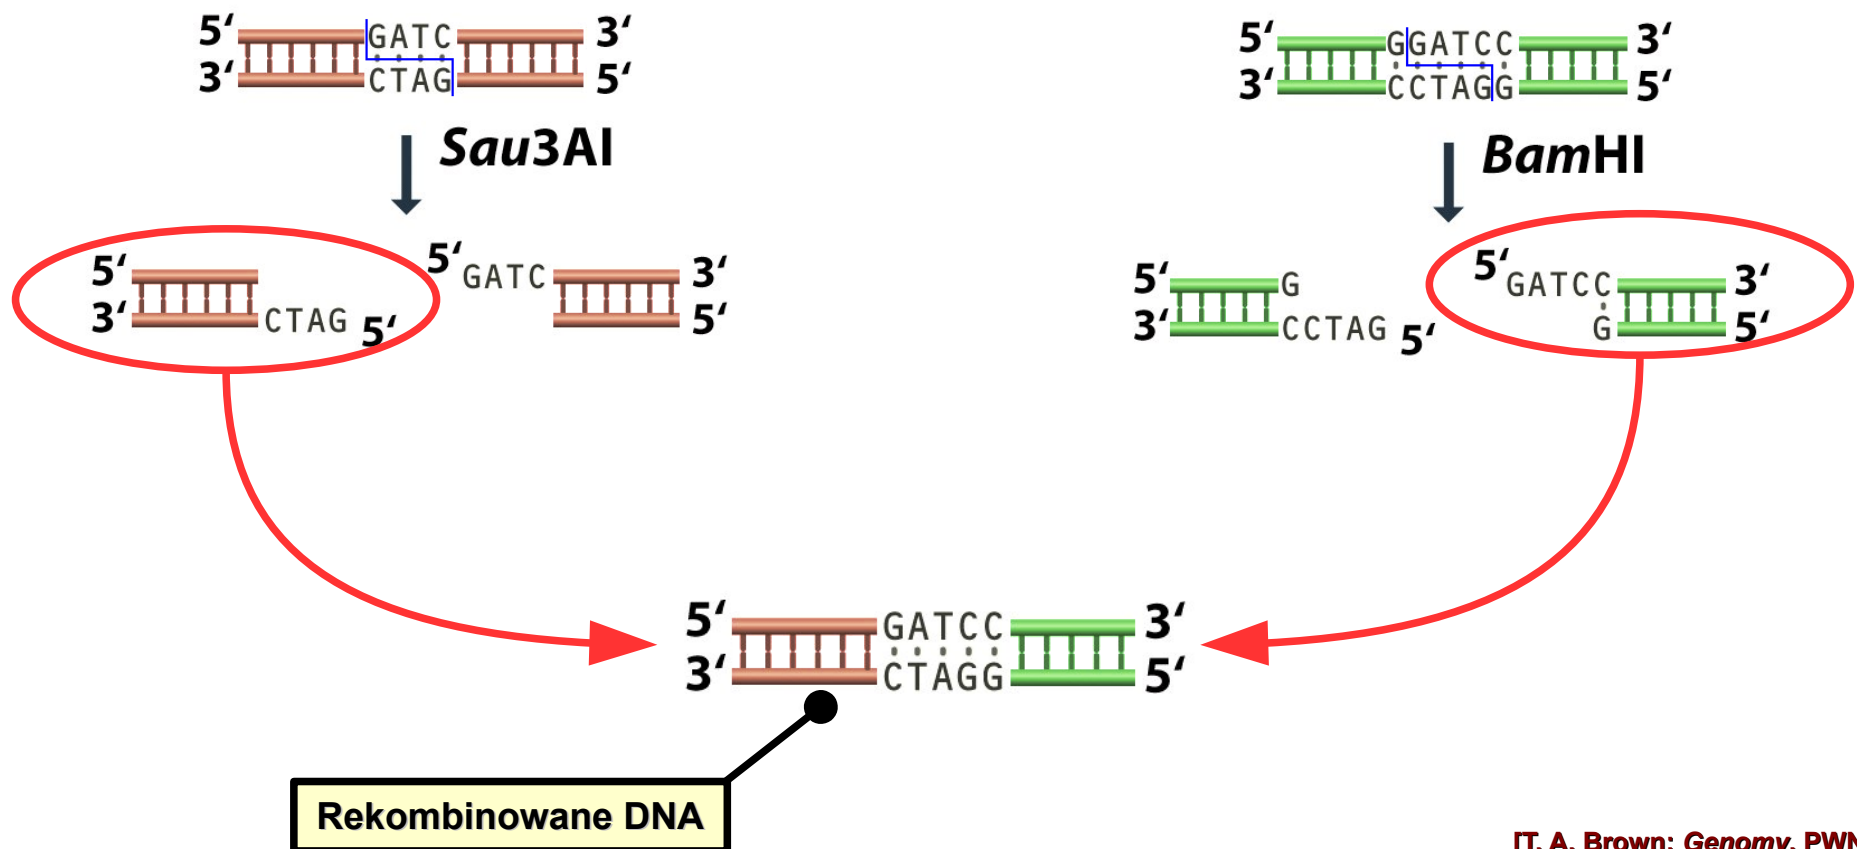 5‘ GATC 3‘
3‘ CTAG 5‘
Sau3AI
5‘ GGATCC 3‘
3‘ CCTAGG 5‘
BamHI
5‘
3‘ CTAG 5‘
5‘ GATC 3‘
5‘
5‘ G
3‘ CCTAG 5‘
5‘ GATCC 3‘
G 5‘
5‘ GATCC 3‘
3‘ CTAGG 5‘
Rekombinowane DNA
[T. A. Brown: Genomy, PWN